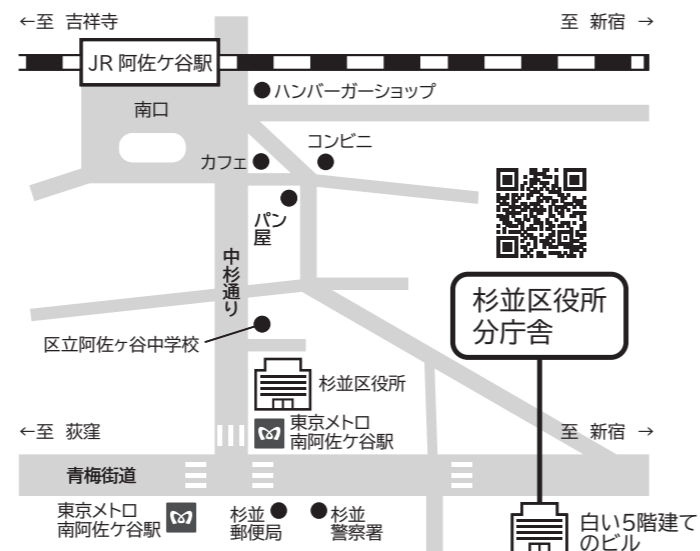 ←至 吉祥寺
至 新宿 →
JR 阿佐ケ谷駅
ハンバーガーショップ
南口
コンビニ
カフェ
パン
屋
中杉通り
杉並区役所
分庁舎
区立阿佐ヶ谷中学校
杉並区役所
←至 荻窪
東京メトロ
南阿佐ケ谷駅
至 新宿 →
青梅街道
東京メトロ
南阿佐ケ谷駅
杉並
郵便局
杉並
警察署
白い5階建て
のビル